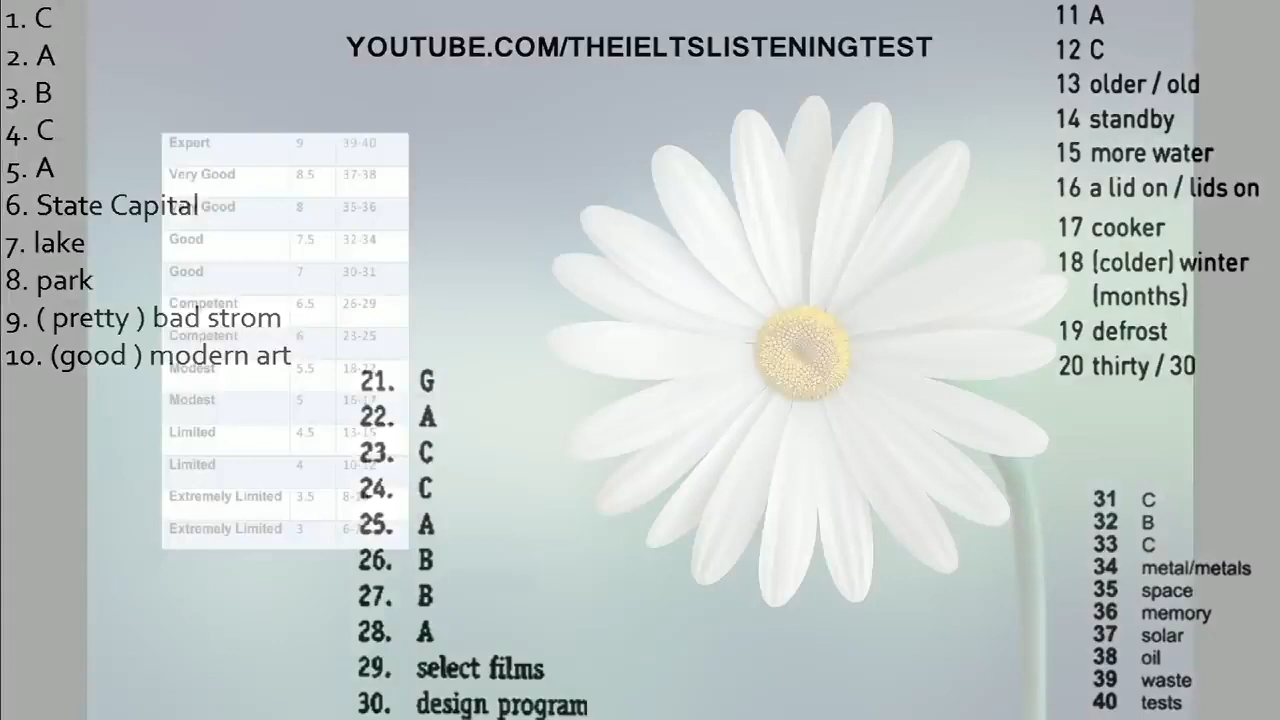 YOUTUBE.COM/THEIELTSLISTENINGTEST
1. C
2. A
3. B
4. C
5. A
6. State Capital
7. lake
8. park
9. ( pretty ) bad strom
10. (good ) modern art
Expert 9 39-40
Very Good 8.5 37-38
Good 8 35-36
Good 7.5 32-34
Good 7 30-31
Competent 6.5 26-29
Competent 6 23-25
Modest 5.5
Modest 5 16-17
Limited 4.5 13-15
Limited 4 10-12
Extremely Limited 3.5
Extremely Limited 3
21. G
22. A
23. C
24. C
25. A
26. B
27. B
28. A
29. select films
30. design program
11 A
12 C
13 older / old
14 standby
15 more water
16 a lid on / lids on
17 cooker
18 (colder) winter
(months)
19 defrost
20 thirty / 30
31 C
32 B
33 C
34 metal/metals
35 space
36 memory
37 solar
38 oil
39 waste
40 tests